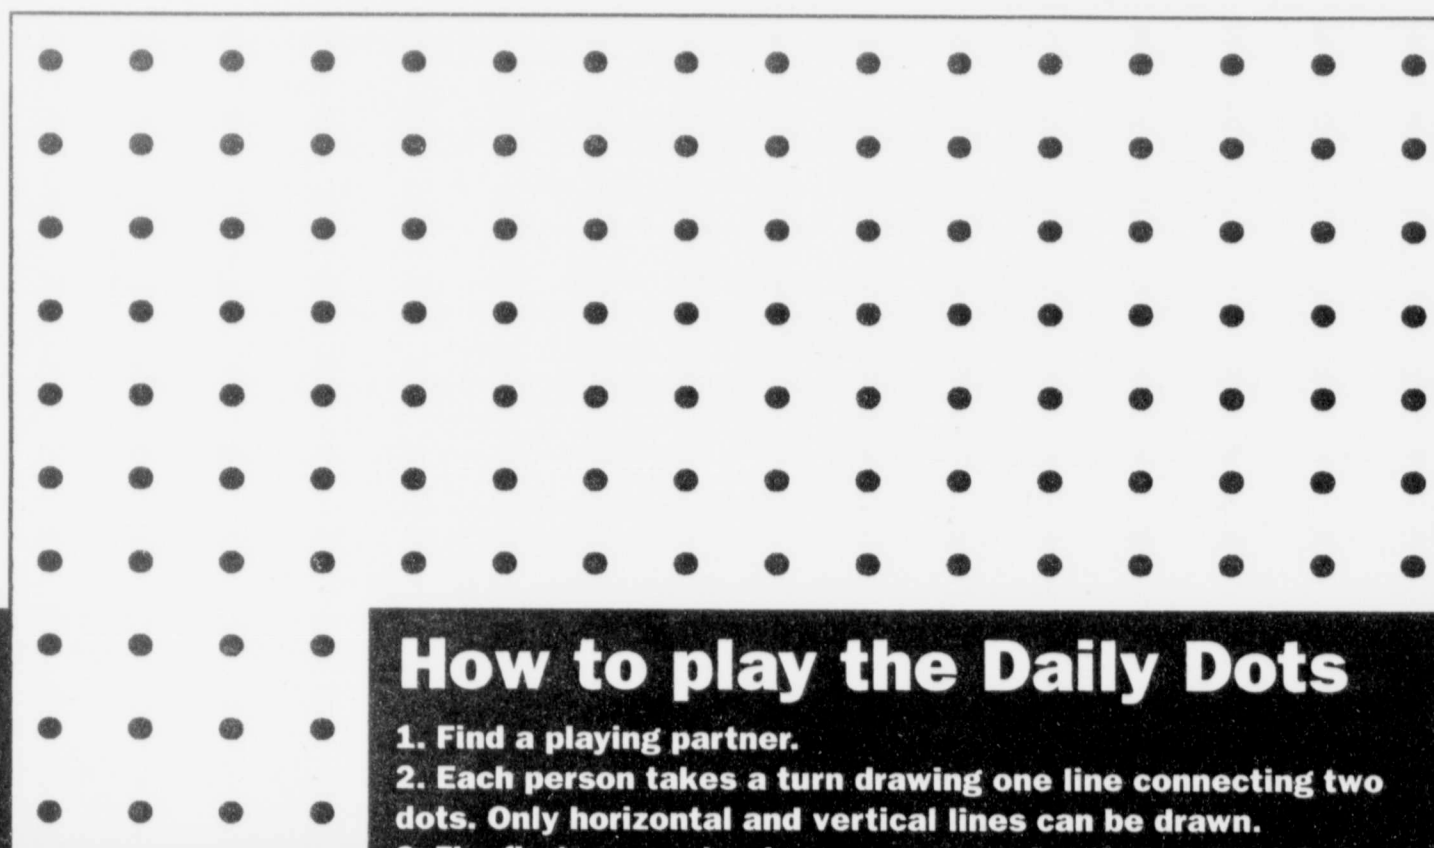 How to play the Daily Dots
1. Find a playing partner.
2. Each person takes a turn drawing one line connecting two
dots. Only horizontal and vertical lines can be drawn.